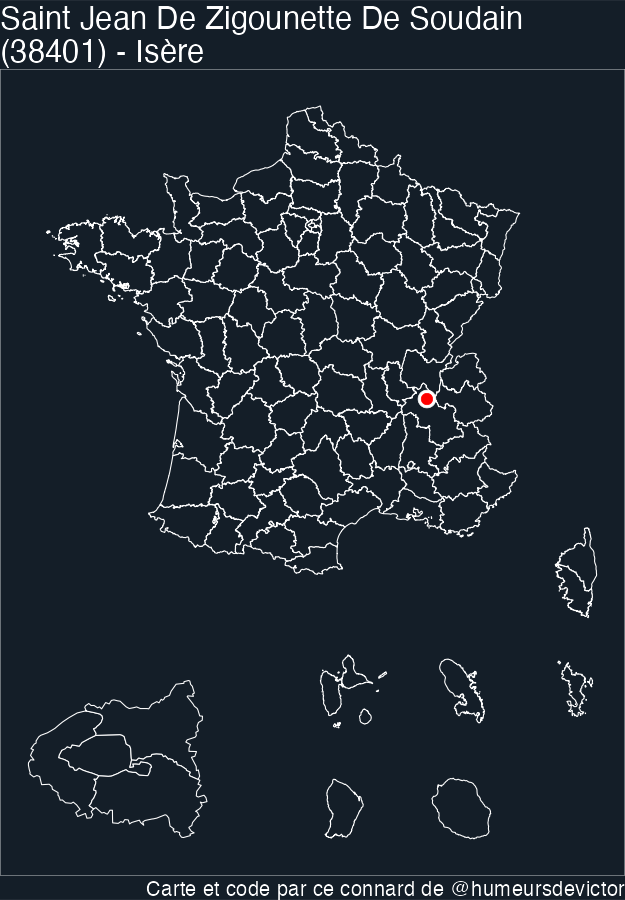 Saint Jean De Zigounette De Soudain
(38401) - Isère
Carte et code par ce connard de @humeursdevictor